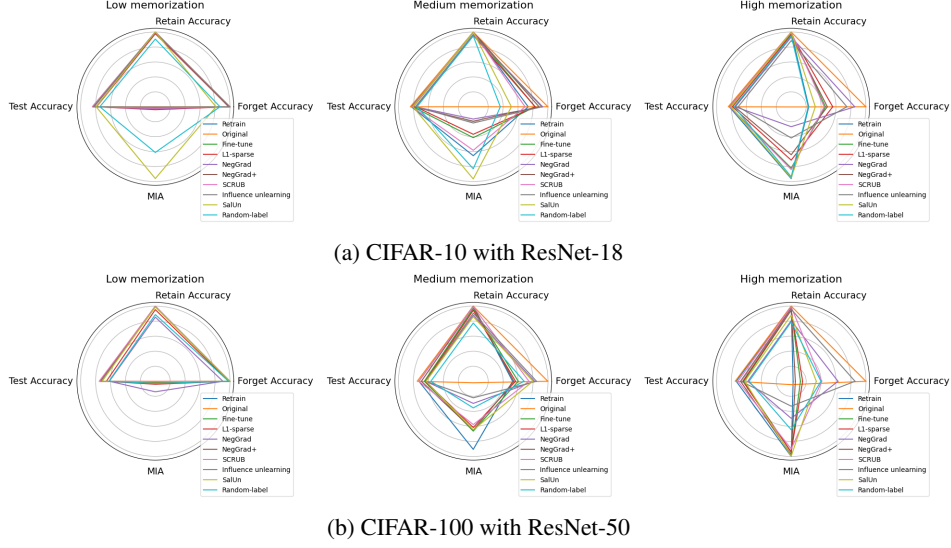 Low memorization
Retain Accuracy
Test Accuracy
Forget Accuracy
MIA
Retrain
Original
Fine-tune
L1-sparse
NegGrad
NegGrad+
SCRUB
Influence unlearning
SalUn
Random-label
Medium memorization
Retain Accuracy
Test Accuracy
Forget Accuracy
MIA
Retrain
Original
Fine-tune
L1-sparse
NegGrad
NegGrad+
SCRUB
Influence unlearning
SalUn
Random-label
High memorization
Retain Accuracy
Test Accuracy
Forget Accuracy
MIA
Retrain
Original
Fine-tune
L1-sparse
NegGrad
NegGrad+
SCRUB
Influence unlearning
SalUn
Random-label
(a) CIFAR-10 with ResNet-18
Low memorization
Retain Accuracy
Test Accuracy
Forget Accuracy
MIA
Retrain
Original
Fine-tune
L1-sparse
NegGrad
NegGrad+
SCRUB
Influence unlearning
SalUn
Random-label
Medium memorization
Retain Accuracy
Test Accuracy
Forget Accuracy
MIA
Retrain
Original
Fine-tune
L1-sparse
NegGrad
NegGrad+
SCRUB
Influence unlearning
SalUn
Random-label
High memorization
Retain Accuracy
Test Accuracy
Forget Accuracy
MIA
Retrain
Original
Fine-tune
L1-sparse
NegGrad
NegGrad+
SCRUB
Influence unlearning
SalUn
Random-label
(b) CIFAR-100 with ResNet-50